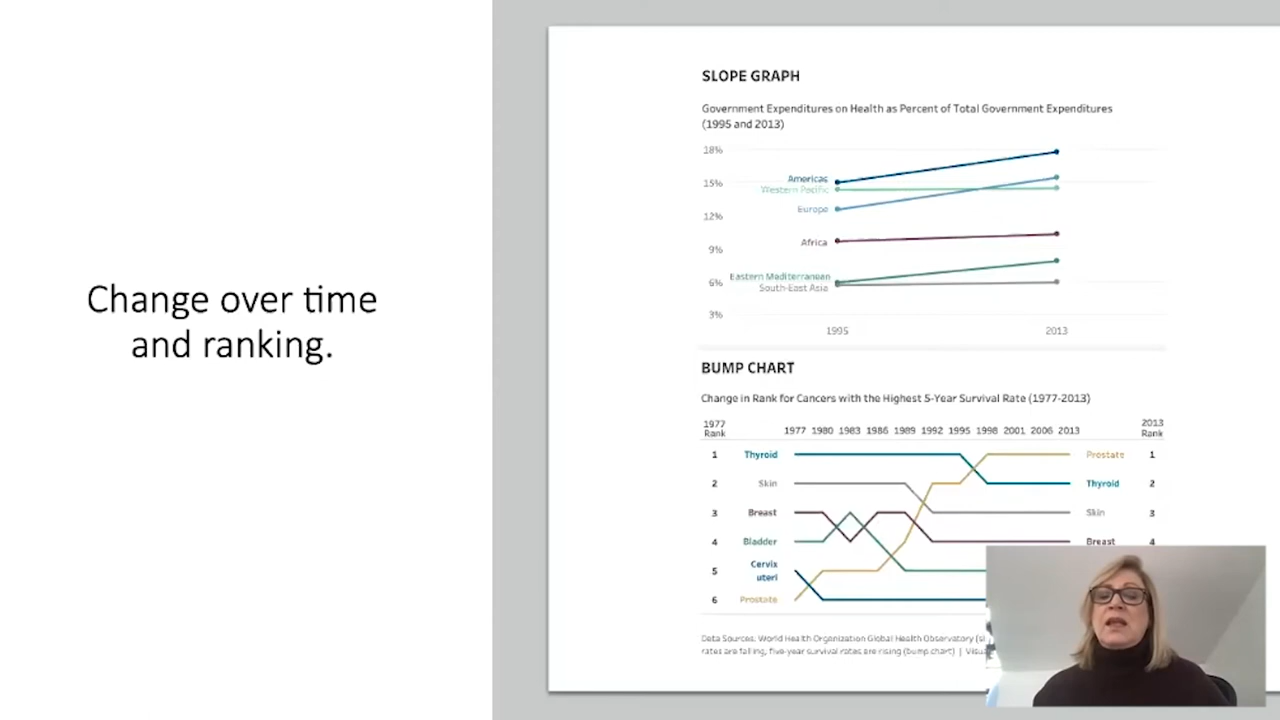 Change over time
and ranking.
SLOPE GRAPH
Government Expenditures on Health as Percent of Total Government Expenditures
(1995 and 2013)
18%
15%
12%
9%
6%
3%
Americas
Western Pacific
Europe
Africa
Eastern Mediterranean
South-East Asia
1995 2013
BUMP CHART
Change in Rank for Cancers with the Highest 5-Year Survival Rate (1977-2013)
1977
Rank
1977 1980 1983 1986 1989 1992 1995 1998 2001 2006 2013
2013
Rank
1 Thyroid Prostate 1
2 Skin Thyroid 2
3 Breast Skin 3
4 Bladder Breast 4
5 Cervix
uteri
6 Prostate
Data Sources: World Health Organization Global Health Observatory
rates are falling, five-year survival rates are rising (bump chart) |